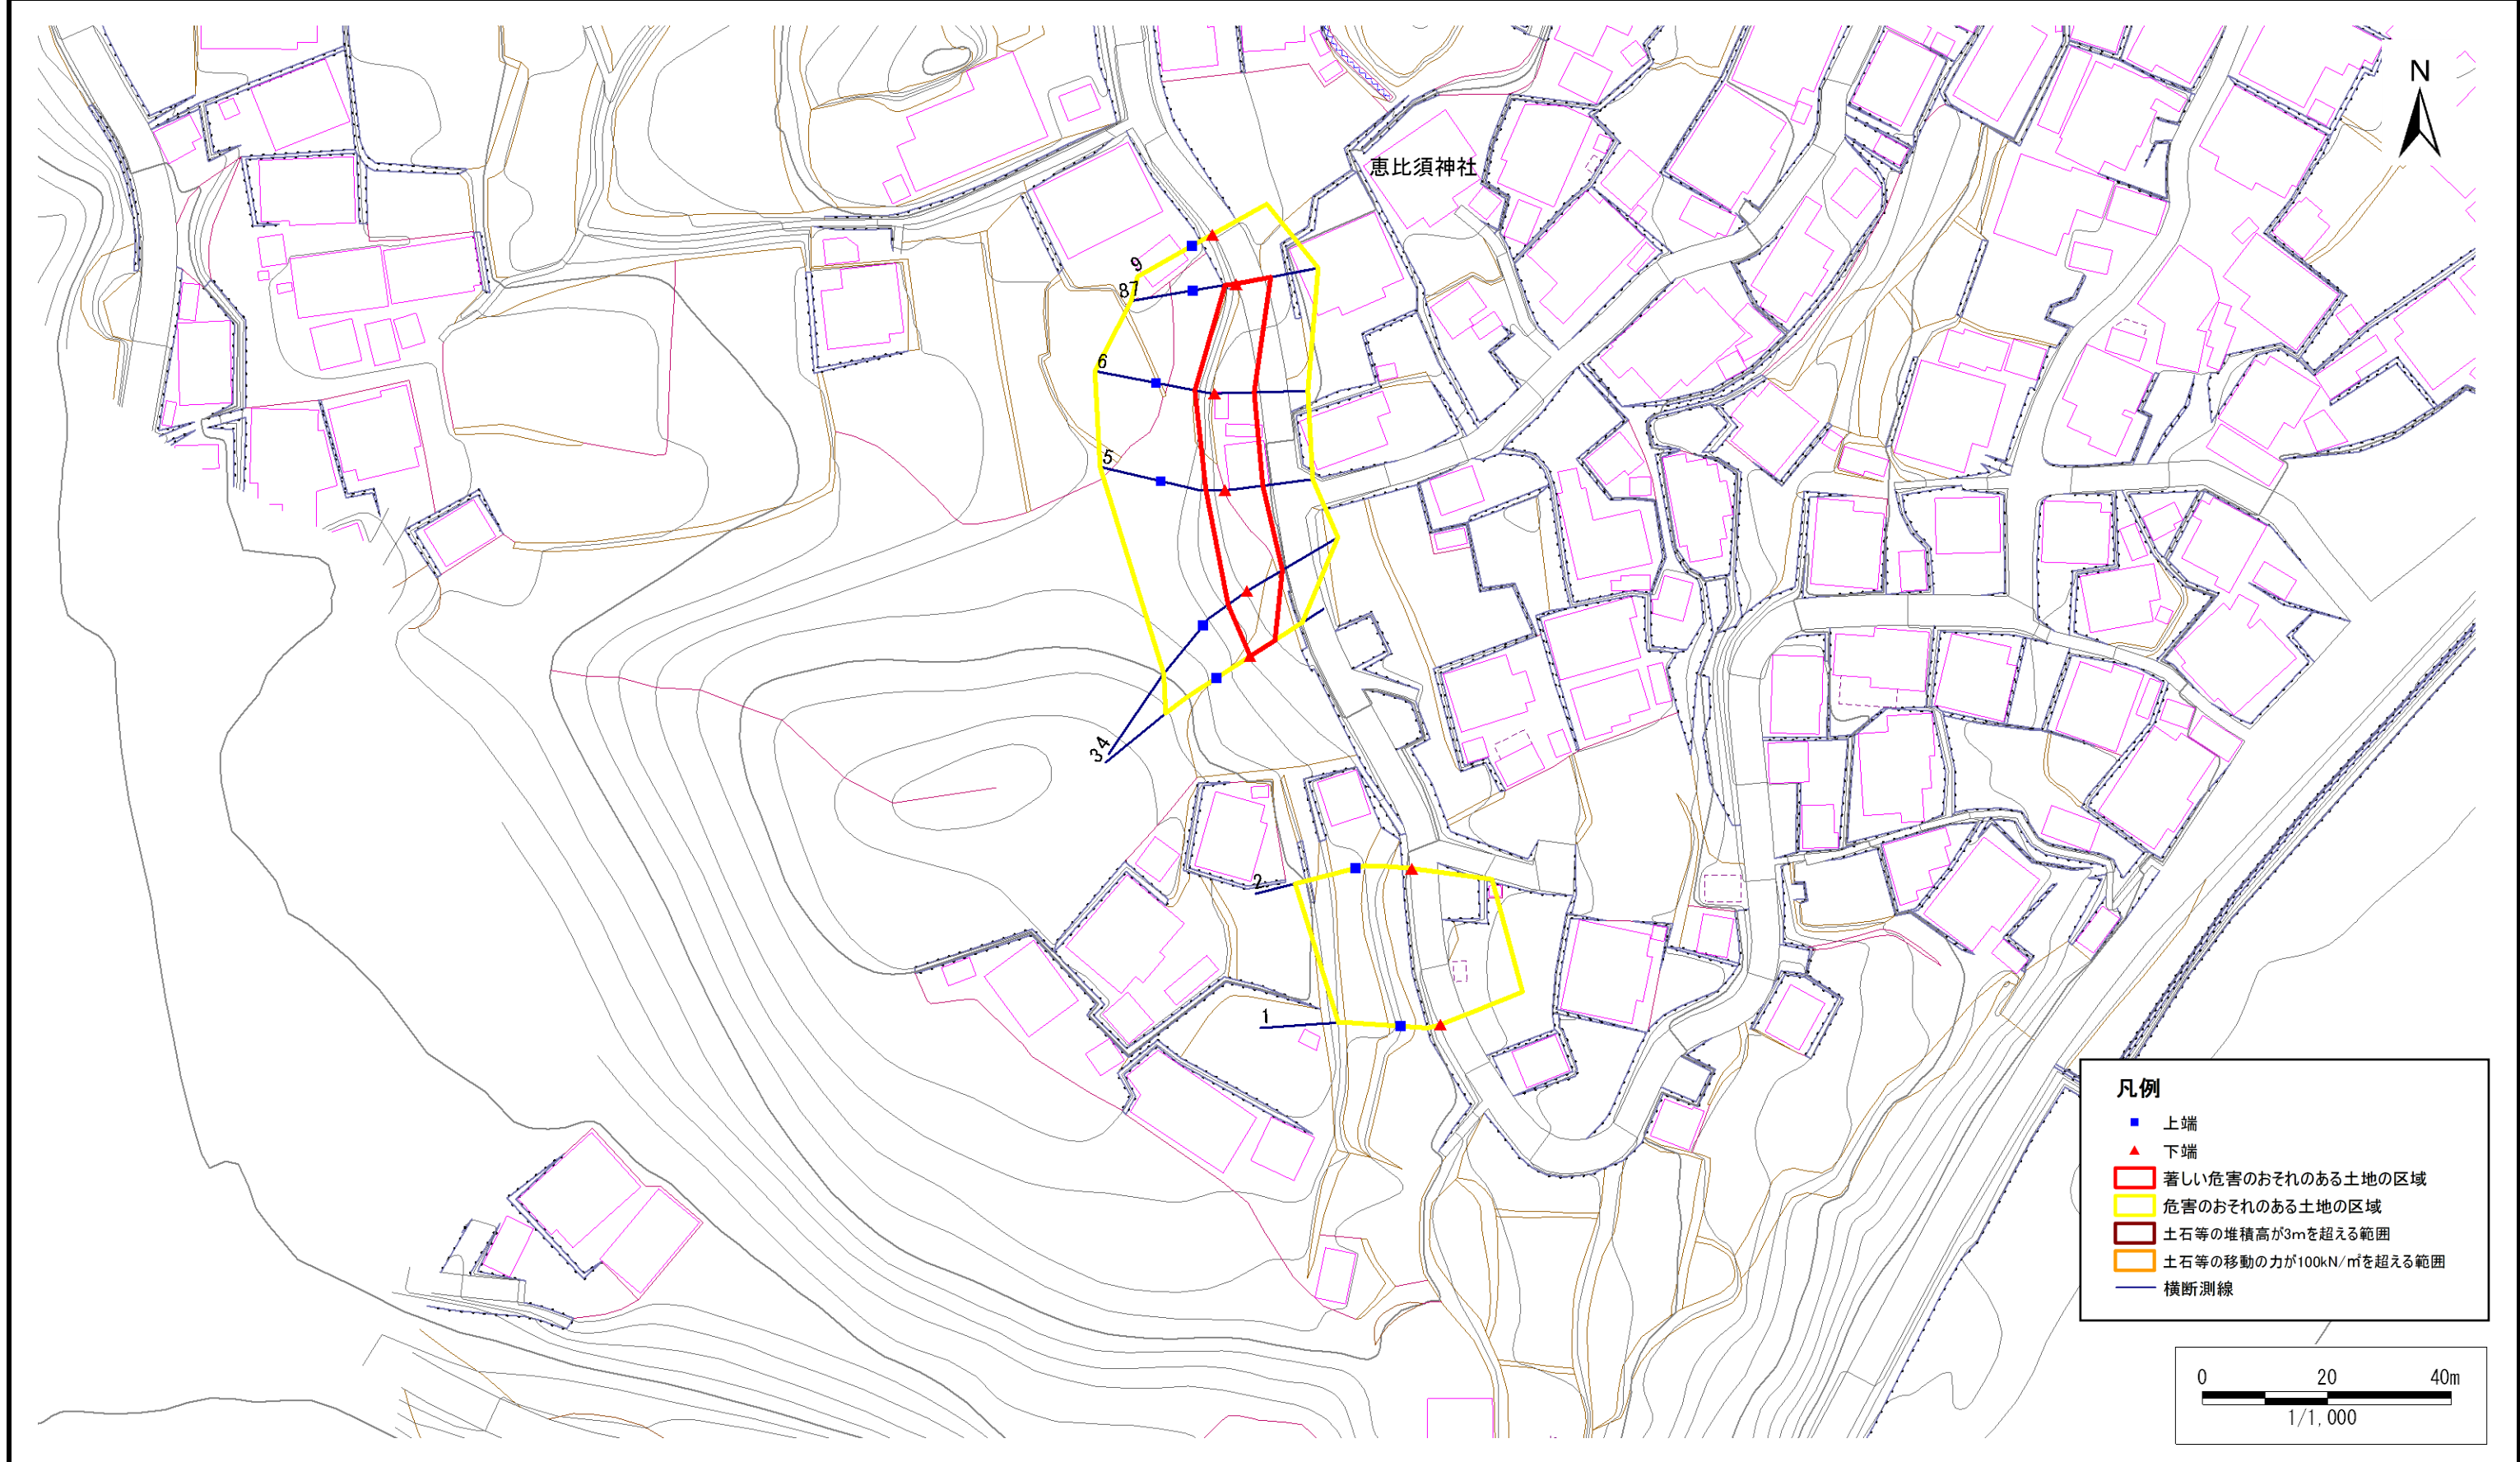 N
恵比須神社
9
87
6
5
34
2
1
凡例
上端
下端
著しい危害のおそれのある土地の区域
危害のおそれのある土地の区域
土石等の堆積高が3mを超える範囲
土石等の移動の力が100kN/㎡を超える範囲
横断測線
0 20 40m
1/1,000